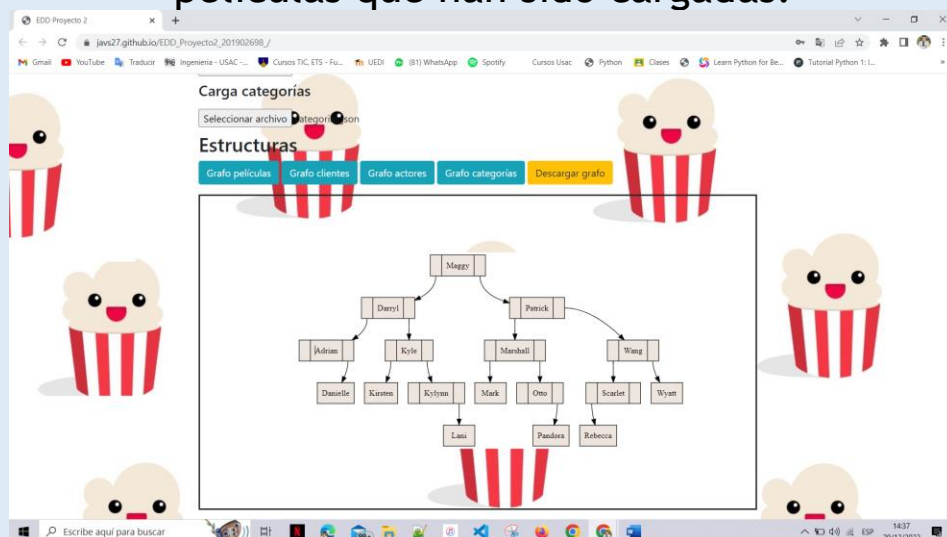 películas que han sido cargadas.
EDD Proyecto 2
javs27.github.io/EDD_Proyecto2_201902698_/
Gmail YouTube Traducir Ingenieria - USAC -... Cursos TIC, ETS - Fu... UEDI (81) WhatsApp Spotify Cursos Usac Python Clases Learn Python for Be... Tutorial Python 1: I...
Carga categorías
Seleccionar archivo
Estructuras
Grafo películas Grafo clientes Grafo actores Grafo categorías Descargar grafo
Maggy
Darryl Patrick
Adrian Kyle Marshall Wang
Danielle Kirsten Kylynn Mark Otto Scarlet Wyatt
Lani Pandora Rebecca
Escribe aquí para buscar
ESP
14:37